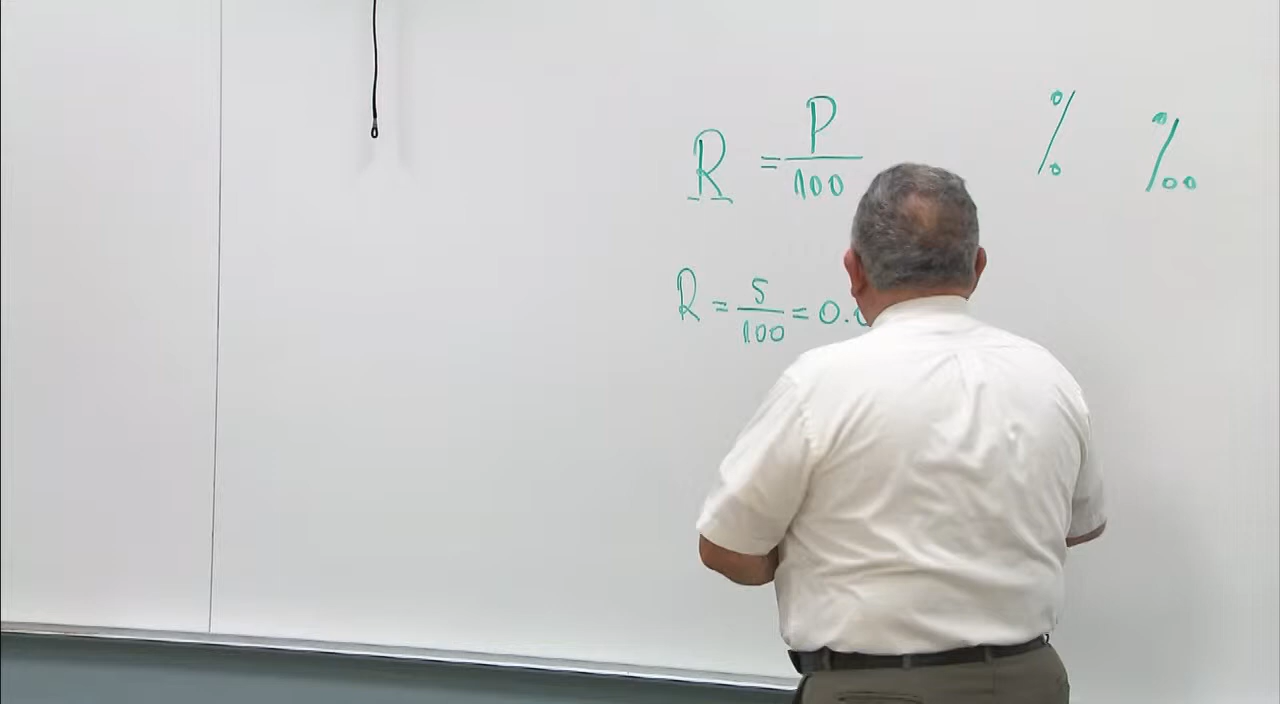 R = P/100 % ‰
R = 5/100 = 0.